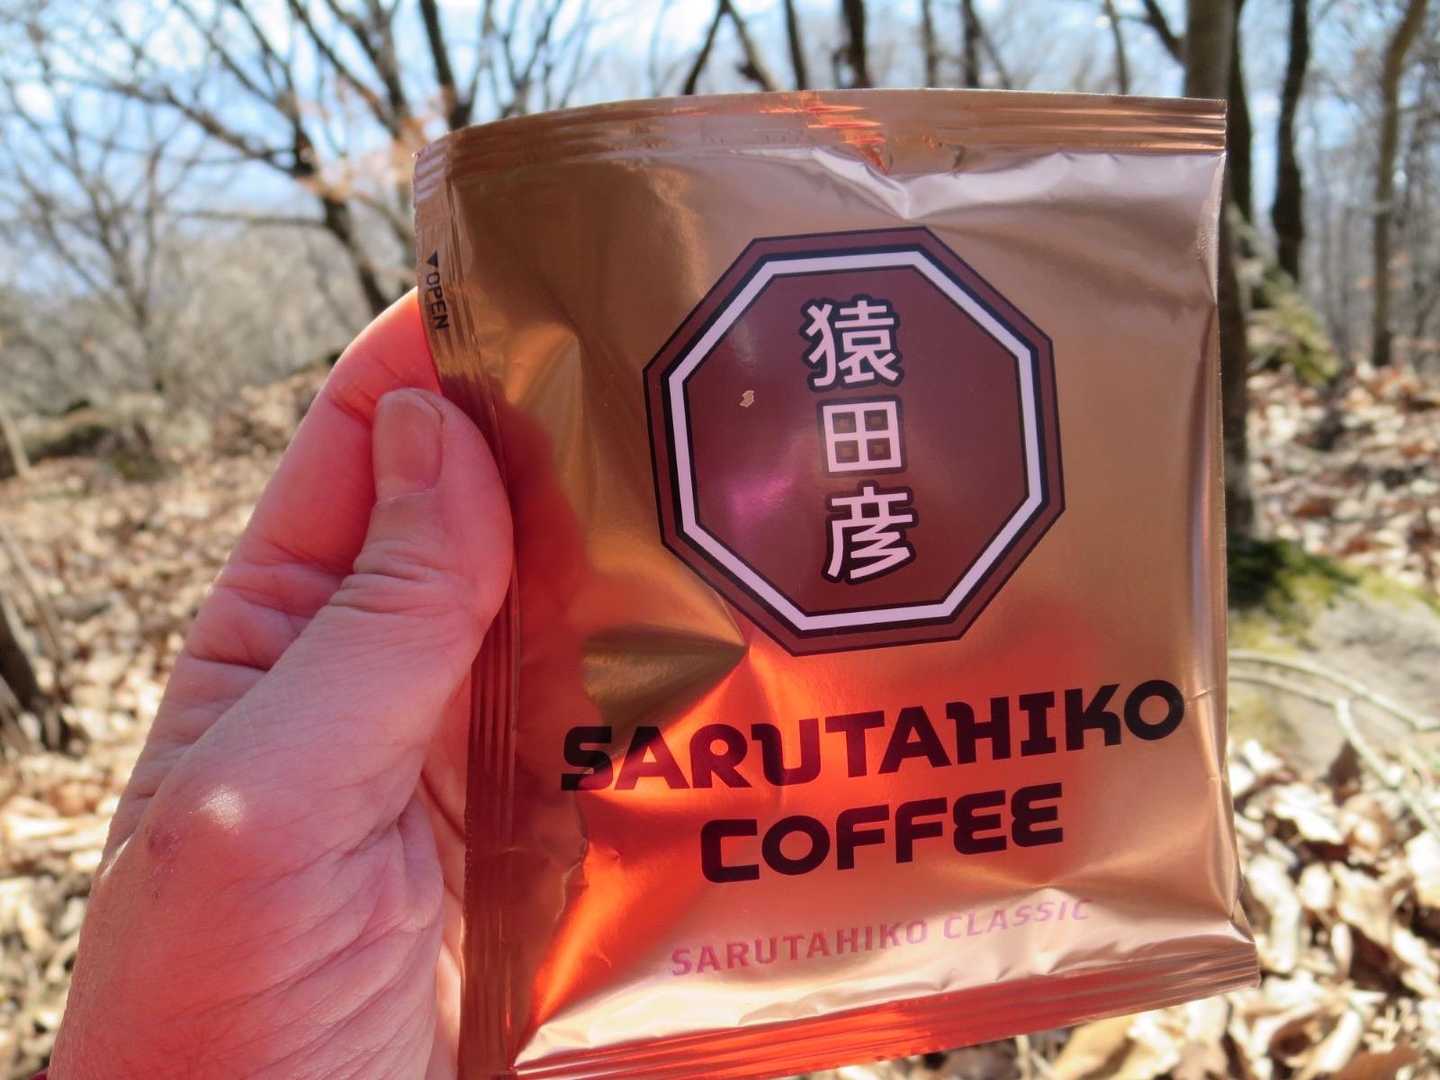 ▼OPEN
猿田彦
SARUTAHIKO
COFFEE
SARUTAHIKO CLASSIC